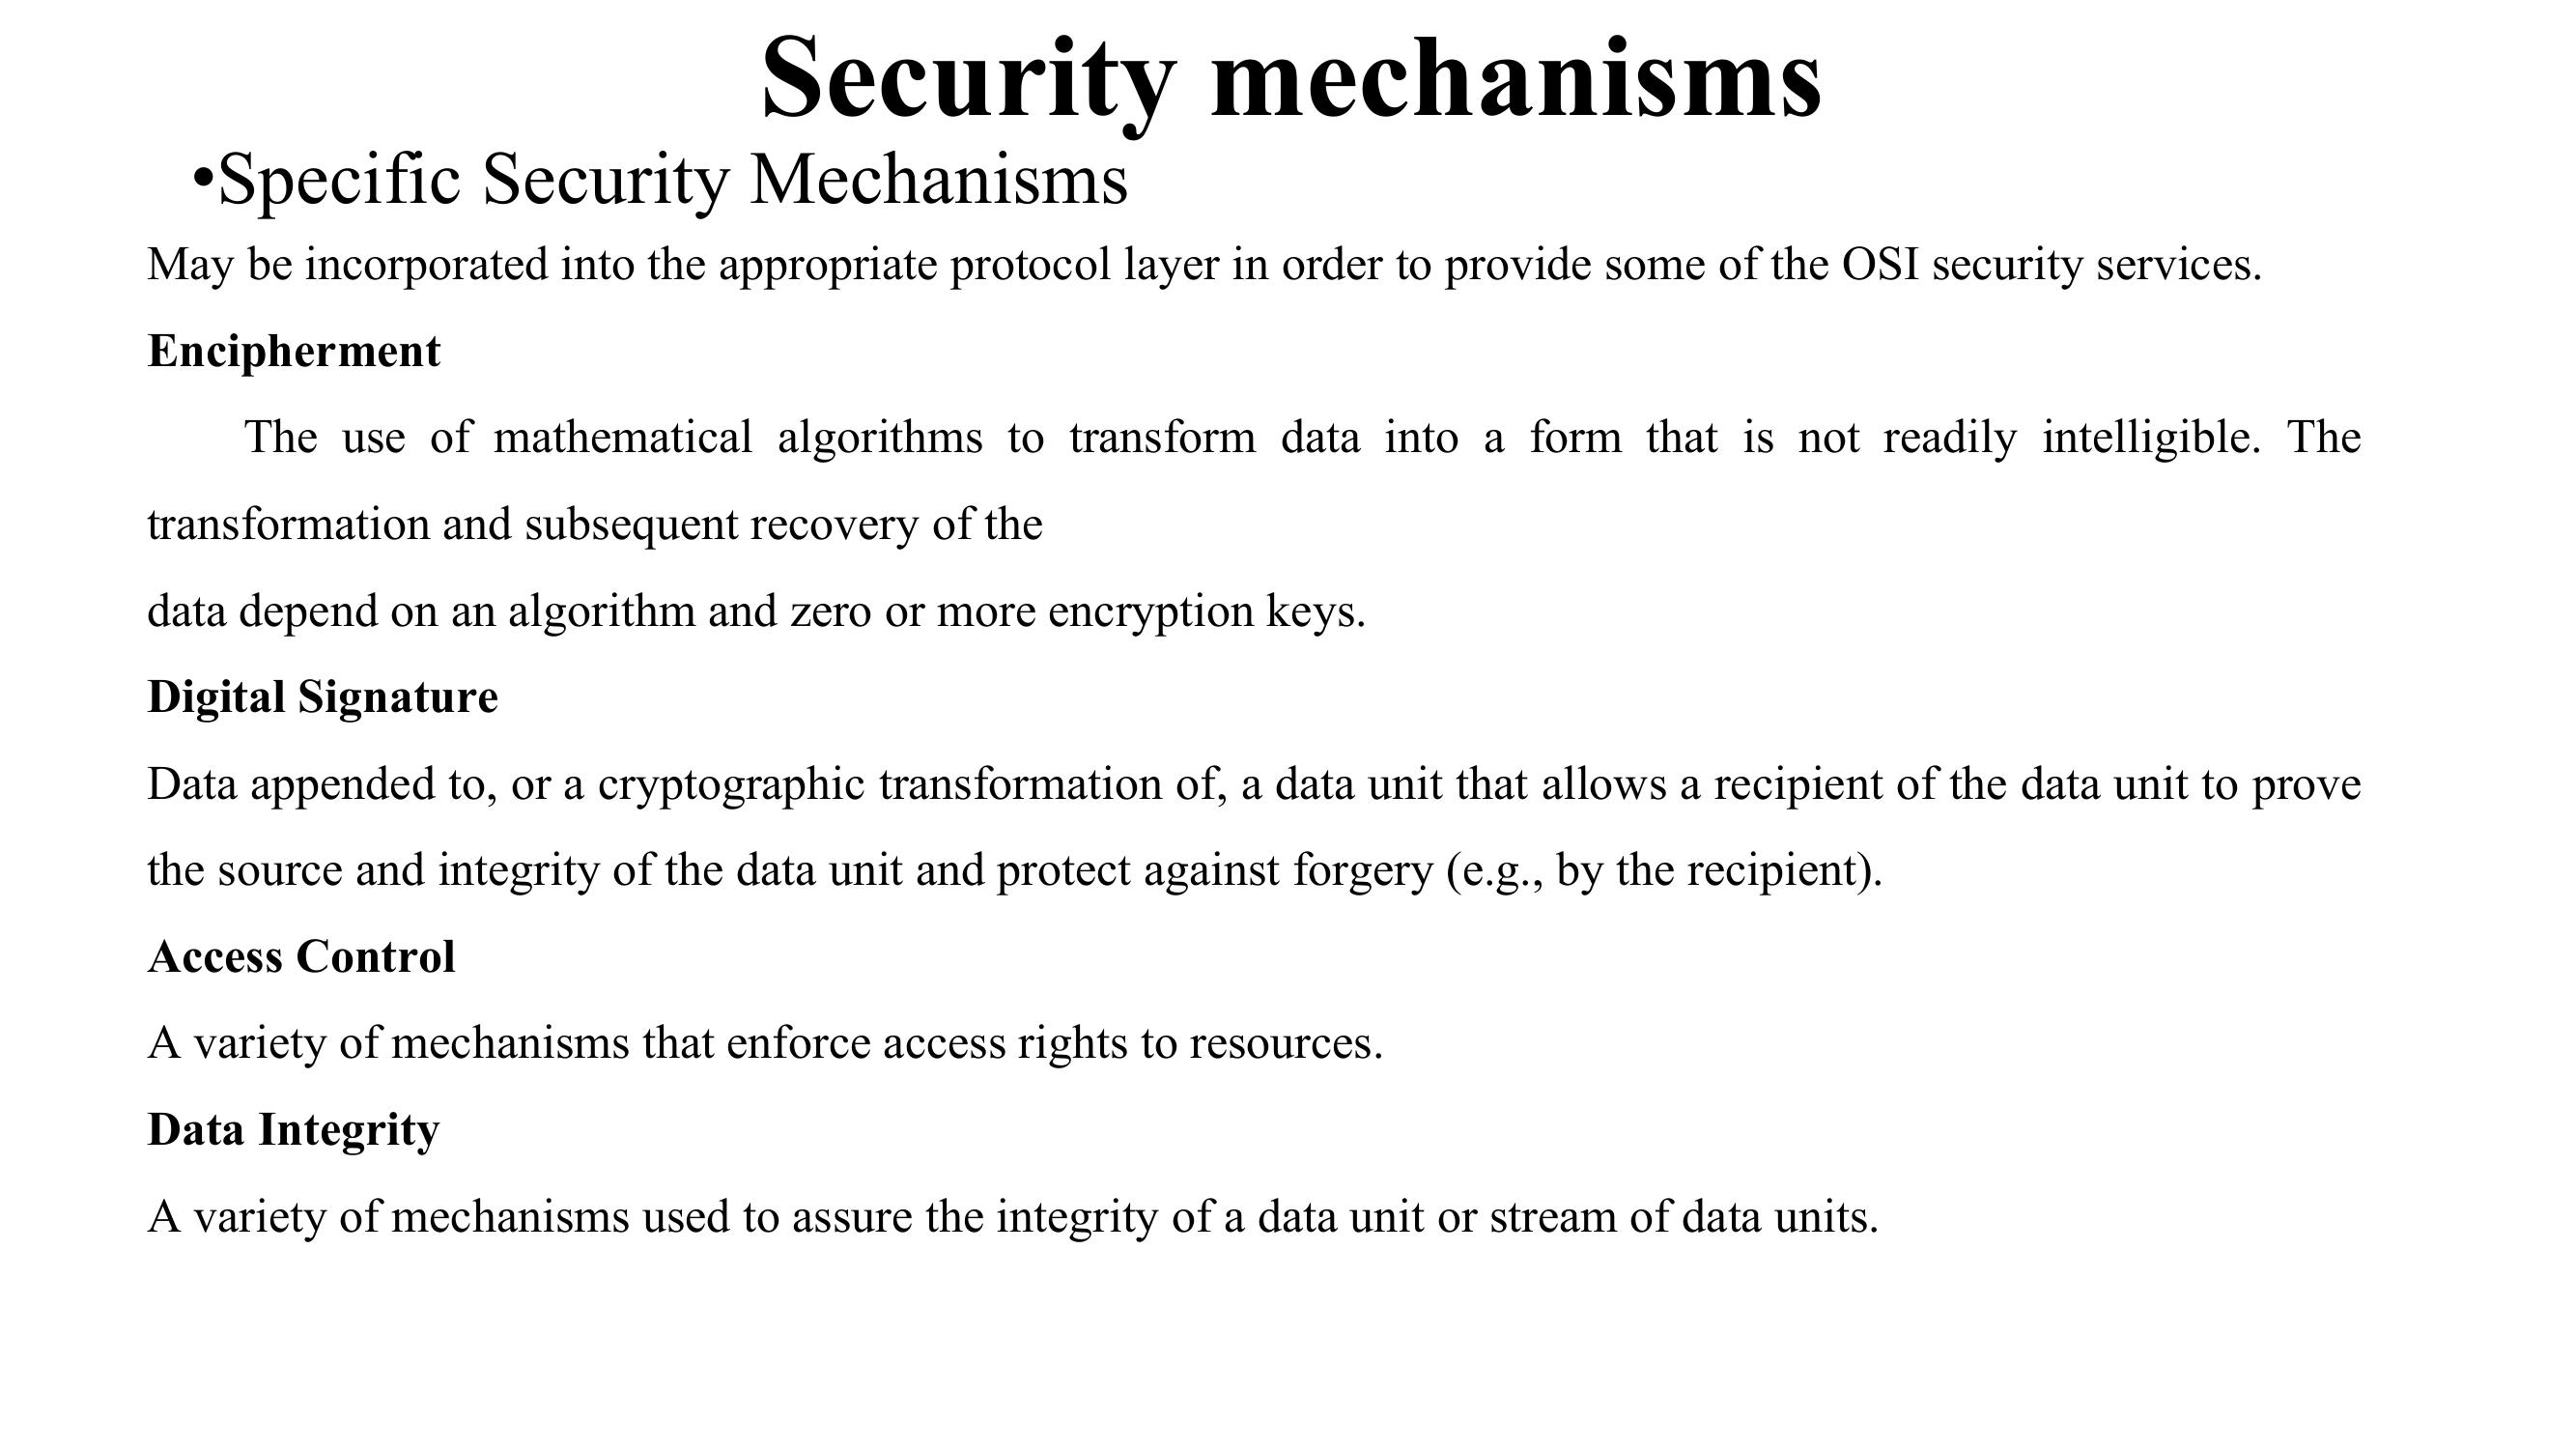 Security mechanisms
•Specific Security Mechanisms
May be incorporated into the appropriate protocol layer in order to provide some of the OSI security services.
Encipherment
The use of mathematical algorithms to transform data into a form that is not readily intelligible. The
transformation and subsequent recovery of the
data depend on an algorithm and zero or more encryption keys.
Digital Signature
Data appended to, or a cryptographic transformation of, a data unit that allows a recipient of the data unit to prove
the source and integrity of the data unit and protect against forgery (e.g., by the recipient).
Access Control
A variety of mechanisms that enforce access rights to resources.
Data Integrity
A variety of mechanisms used to assure the integrity of a data unit or stream of data units.